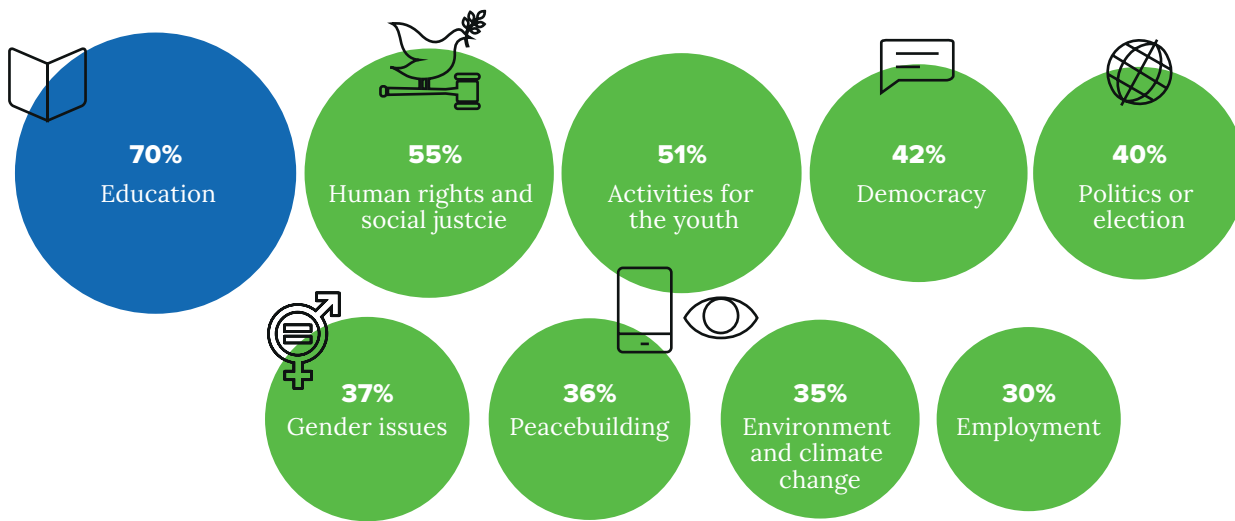 70%
Education
55%
Human rights and
social justcie
51%
Activities for
the youth
42%
Democracy
40%
Politics or
election
37%
Gender issues
36%
Peacebuilding
35%
Environment
and climate
change
30%
Employment